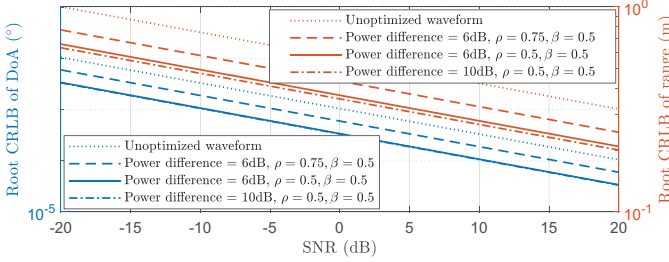 10^0
Unoptimized waveform
Power difference = 6dB, ρ = 0.75, β = 0.5
Power difference = 6dB, ρ = 0.5, β = 0.5
Power difference = 10dB, ρ = 0.5, β = 0.5
Root CRLB of DoA (°)
Root CRLB of range (m)
Unoptimized waveform
Power difference = 6dB, ρ = 0.75, β = 0.5
Power difference = 6dB, ρ = 0.5, β = 0.5
Power difference = 10dB, ρ = 0.5, β = 0.5
10^-5
10^-1
-20 -15 -10 -5 0 5 10 15 20
SNR (dB)